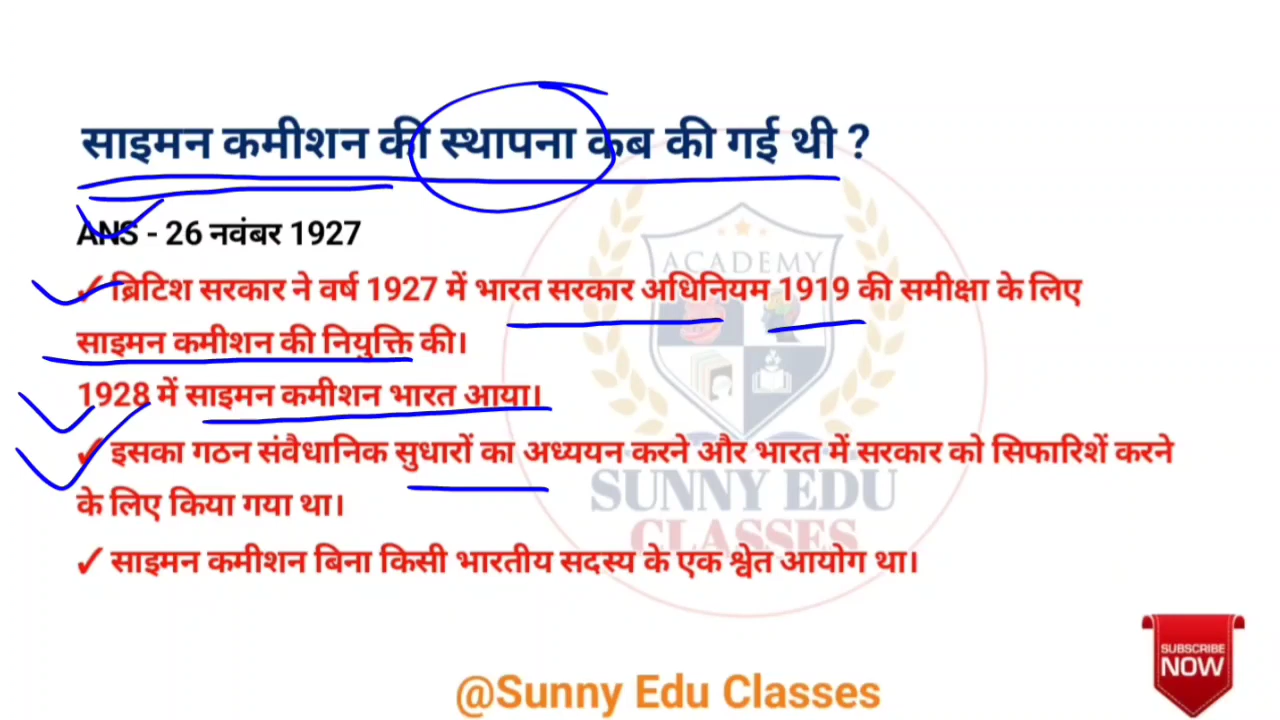 साइमन कमीशन की स्थापना कब की गई थी ?
ANS - 26 नवंबर 1927
✓ ब्रिटिश सरकार ने वर्ष 1927 में भारत सरकार अधिनियम 1919 की समीक्षा के लिए
साइमन कमीशन की नियुक्ति की।
1928 में साइमन कमीशन भारत आया।
✓ इसका गठन संवैधानिक सुधारों का अध्ययन करने और भारत में सरकार को सिफारिशें करने
के लिए किया गया था।
✓ साइमन कमीशन बिना किसी भारतीय सदस्य के एक श्वेत आयोग था।
ACADEMY
SUNNY EDU
CLASSES
SUBSCRIBE
NOW
@Sunny Edu Classes